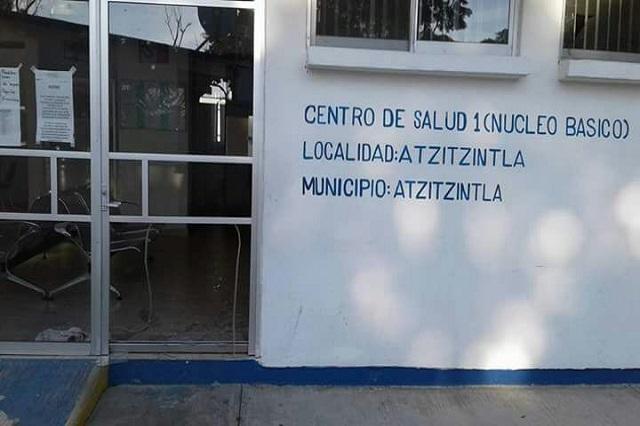 CENTRO DE SALUD 1(NUCLEO BASICO)
LOCALIDAD:ATZITZINTLA
MUNICIPIO:ATZITZINTLA